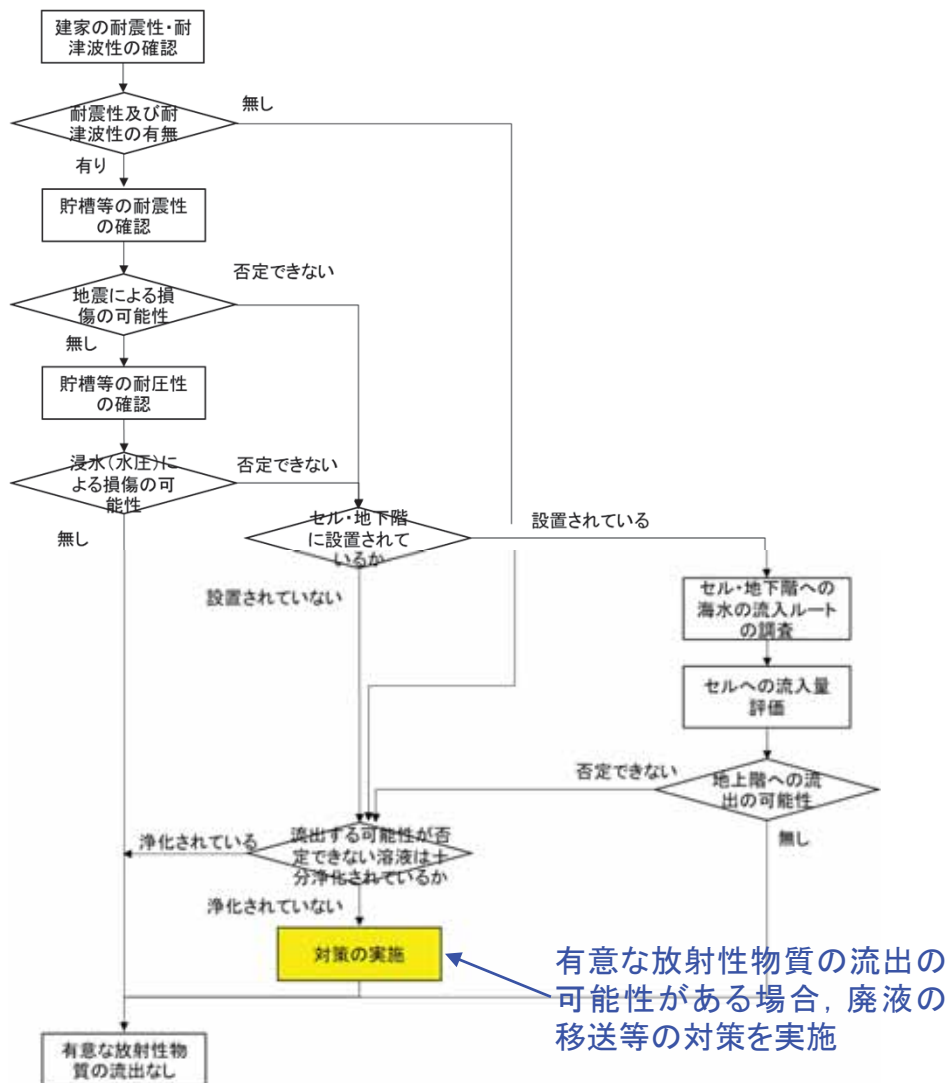 建家の耐震性・耐
津波性の確認
無し
耐震性及び耐
津波性の有無
有り
貯槽等の耐震性
の確認
否定できない
地震による損
傷の可能性
無し
貯槽等の耐圧性
の確認
浸水(水圧)に
よる損傷の可
能性
否定できない
無し
セル・地下階
に設置されて
いるか
設置されている
設置されていない
セル・地下階への
海水の流入ルート
の調査
セルへの流入量
評価
否定できない
地上階への流
出の可能性
無し
浄化されている
流出する可能性が否
定できない溶液は十
分浄化されているか
浄化されていない
対策の実施
有意な放射性物質の流出の
可能性がある場合，廃液の
移送等の対策を実施
有意な放射性物
質の流出なし